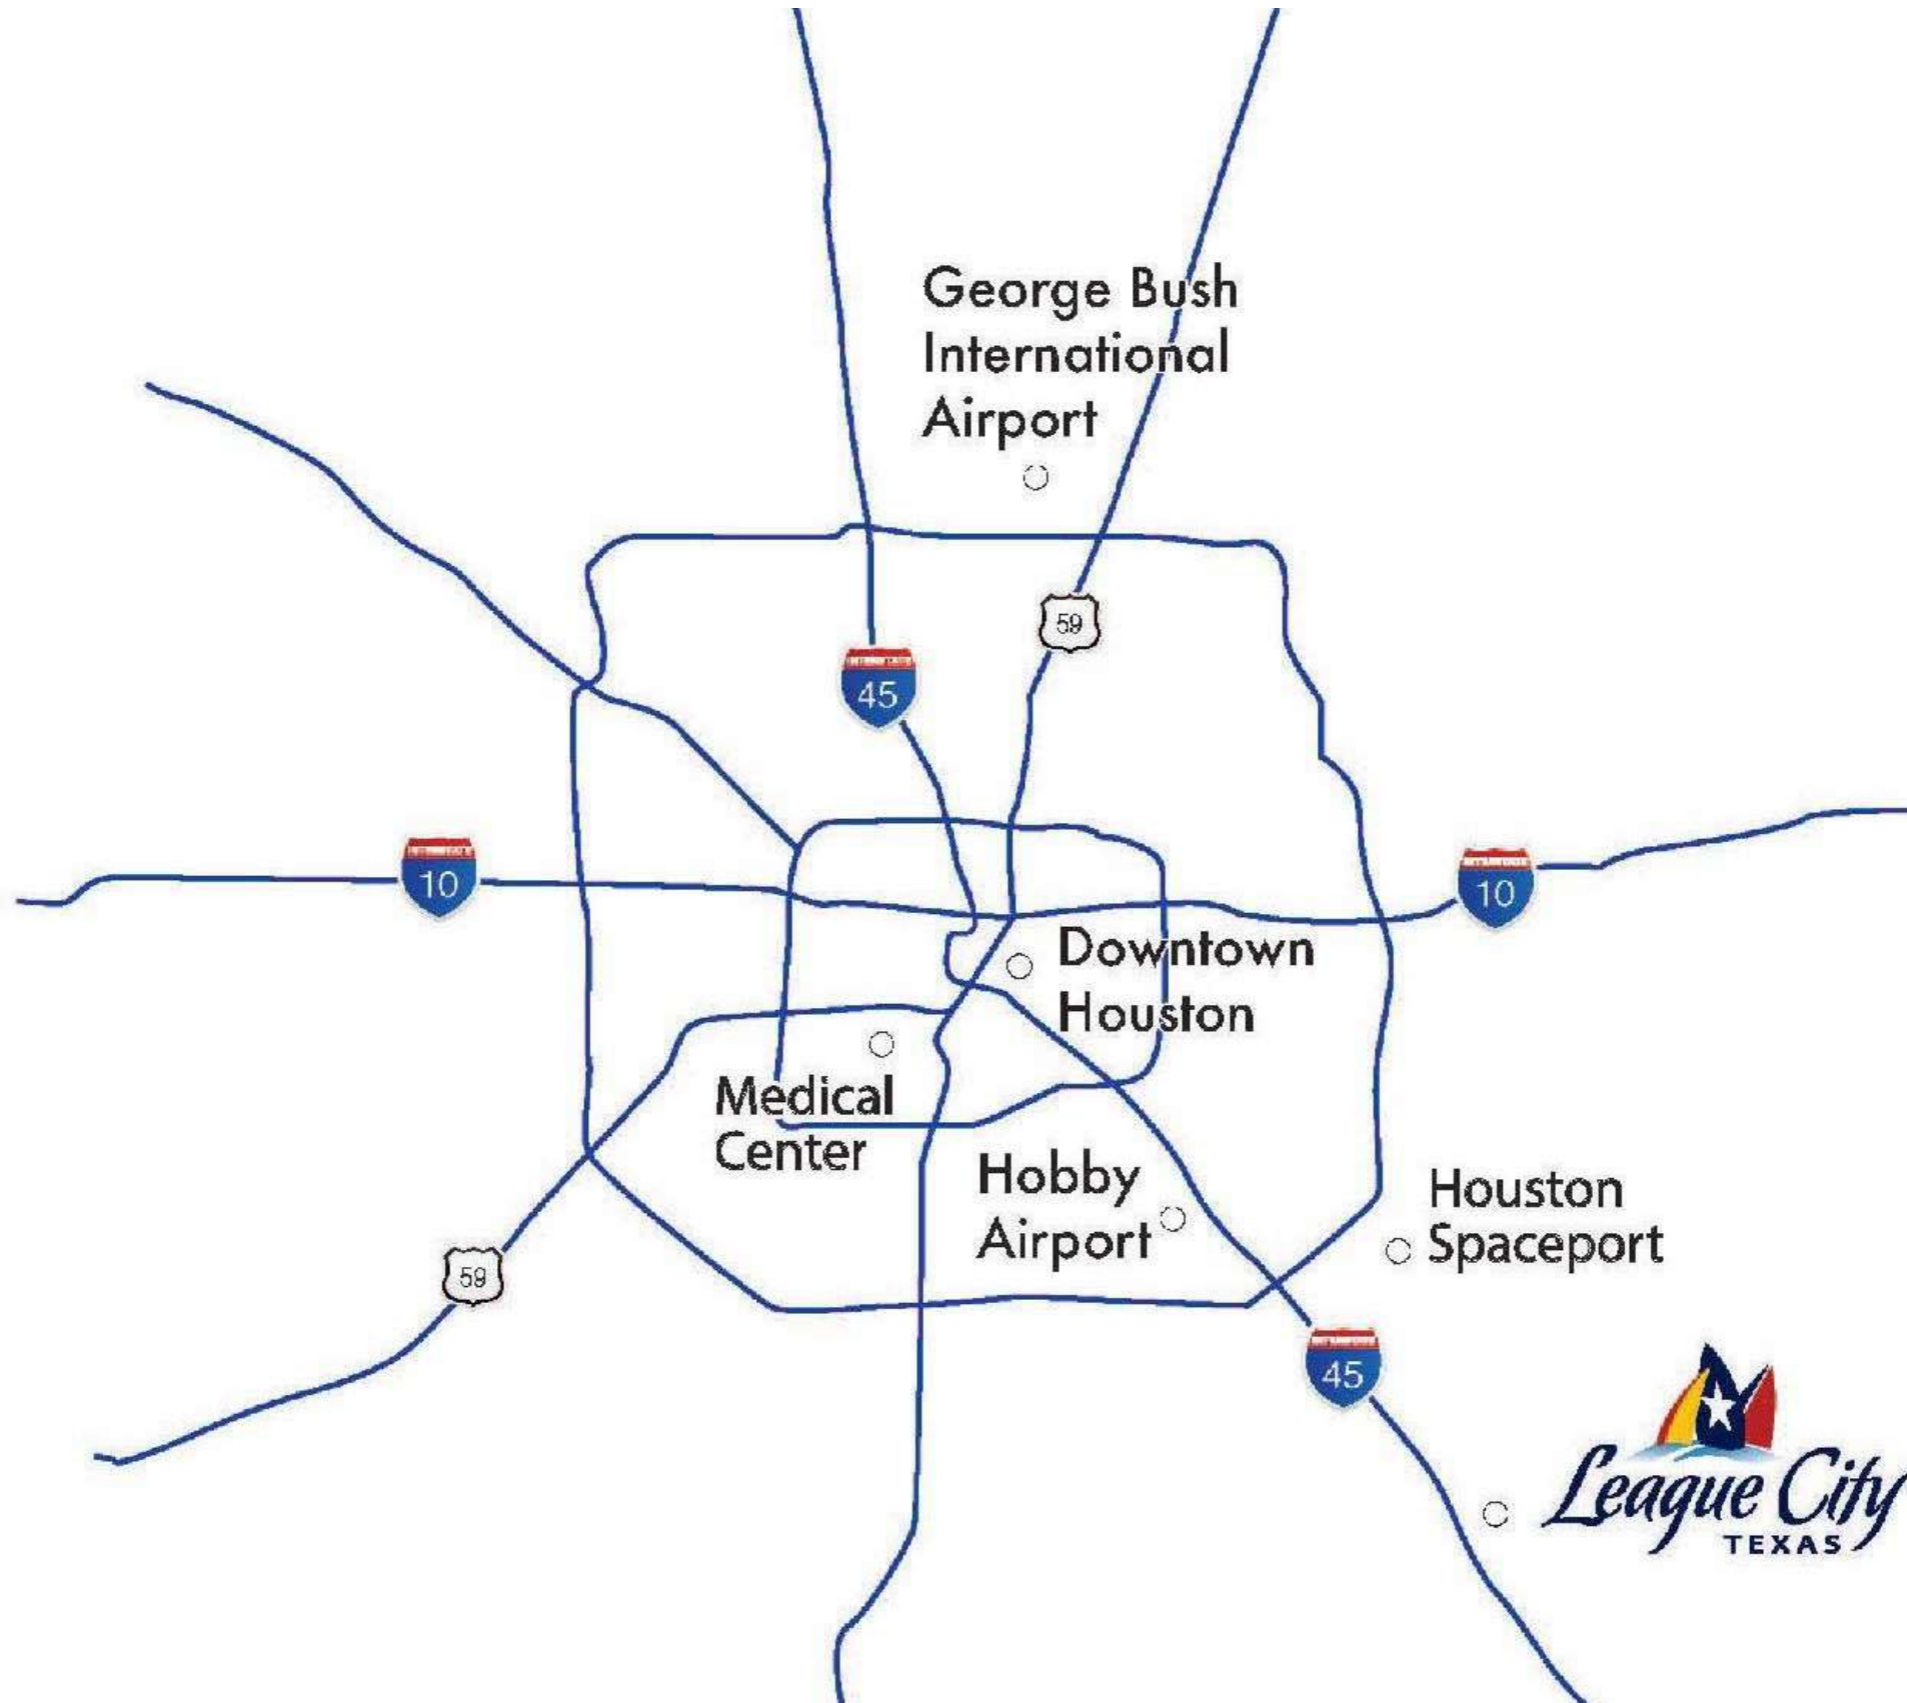 George Bush
International
Airport
59
45
10
10
Downtown
Houston
Medical
Center
Hobby
Airport
Houston
Spaceport
59
45
League City
TEXAS